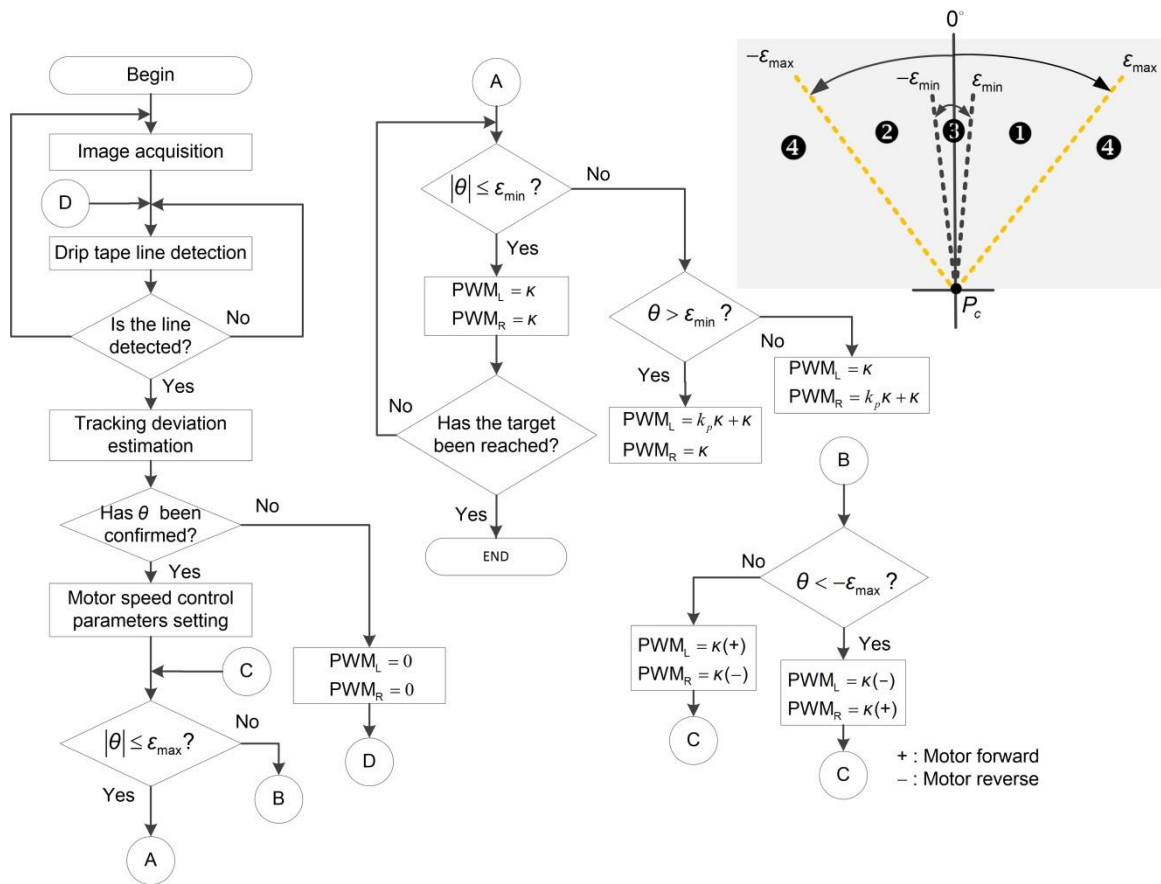 Begin
Image acquisition
D
Drip tape line detection
Is the line
detected?
No
Yes
Tracking deviation
estimation
Has θ been
confirmed?
No
Yes
Motor speed control
parameters setting
C
PWM_L = 0
PWM_R = 0
D
|θ| ≤ ε_max ?
No
B
Yes
A
A
|θ| ≤ ε_min ?
No
Yes
PWM_L = κ
PWM_R = κ
θ > ε_min ?
No
PWM_L = κ
PWM_R = k_p κ + κ
Yes
PWM_L = k_p κ + κ
PWM_R = κ
Has the target
been reached?
No
Yes
END
B
θ < −ε_max ?
No
PWM_L = κ(+)
PWM_R = κ(−)
C
Yes
PWM_L = κ(−)
PWM_R = κ(+)
C
+ : Motor forward
− : Motor reverse
0°
−ε_max
−ε_min
ε_min
ε_max
❹
❷
❸
❶
❹
P_c